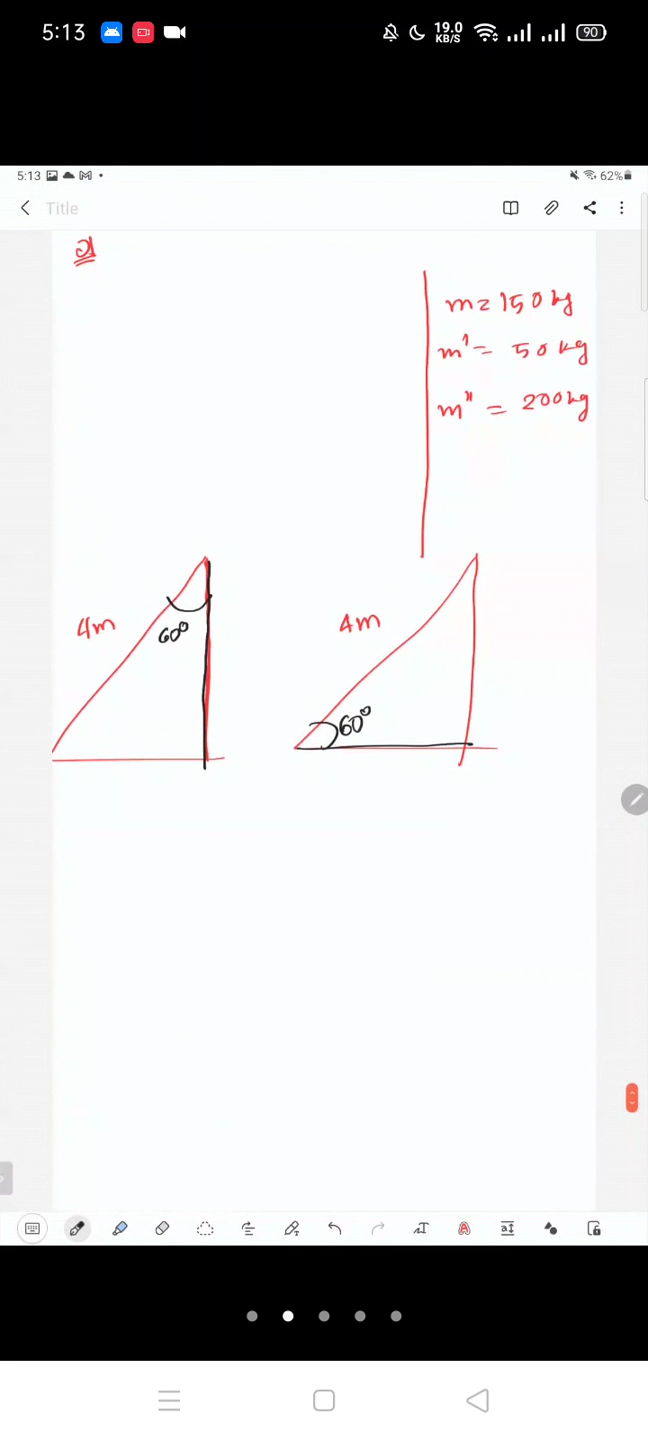 5:13
19.0
KB/S
90
5:13
62%
Title
m = 150 kg
m' = 50 kg
m" = 200 kg
4m
60°
4m
60°